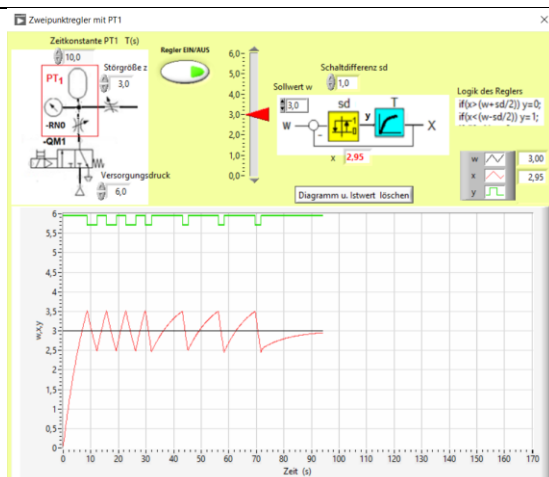 Zweipunktregler mit PT1
Zeitkonstante PT1 T(s)
10,0
PT1
Störgröße z
3,0
-RN0
-QM1
Versorgungsdruck
6,0
Regler EIN/AUS
6,0
5,0
4,0
3,0
2,0
1,0
0,0
Schaltdifferenz sd
1,0
Sollwert w
3,0
sd
T
W
y
X
1
0
-
x 2,95
Logik des Reglers
if(x>(w+sd/2)) y=0;
if(x<(w-sd/2)) y=1;
w 3,00
x 2,95
y
Diagramm u. Istwert löschen
w,x,y
6
5,5
5
4,5
4
3,5
3
2,5
2
1,5
1
0,5
0
0 10 20 30 40 50 60 70 80 90 100 110 120 130 140 150 160 170
Zeit (s)